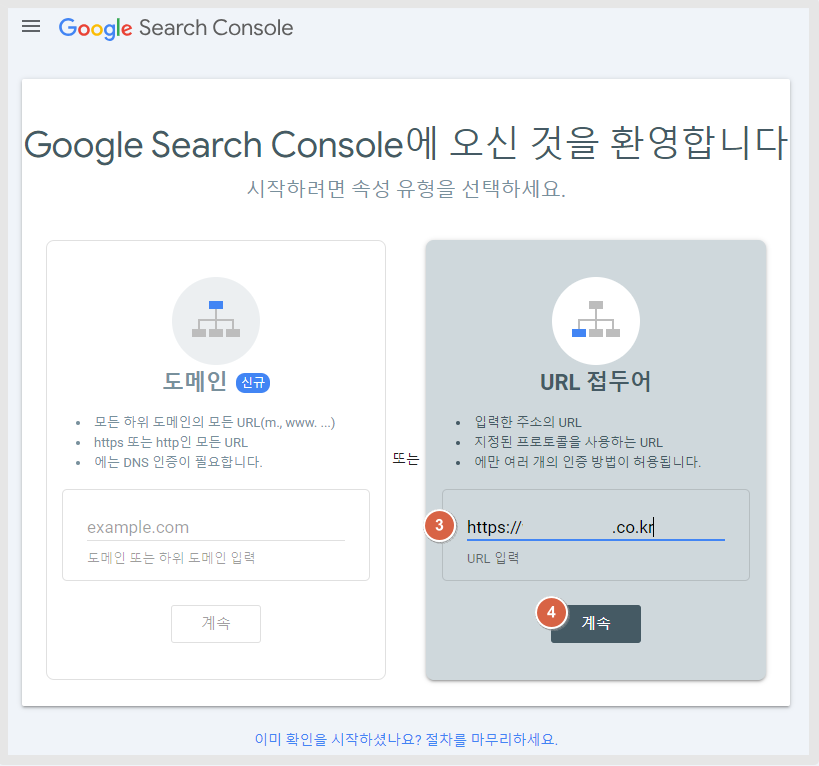 Google Search Console
Google Search Console에 오신 것을 환영합니다
시작하려면 속성 유형을 선택하세요.
도메인 신규
모든 하위 도메인의 모든 URL(m., www. ...)
https 또는 http인 모든 URL
에는 DNS 인증이 필요합니다.
example.com
도메인 또는 하위 도메인 입력
계속
또는
URL 접두어
입력한 주소의 URL
지정된 프로토콜을 사용하는 URL
에만 여러 개의 인증 방법이 허용됩니다.
3 https:// .co.kr
URL 입력
4 계속
이미 확인을 시작하셨나요? 절차를 마무리하세요.